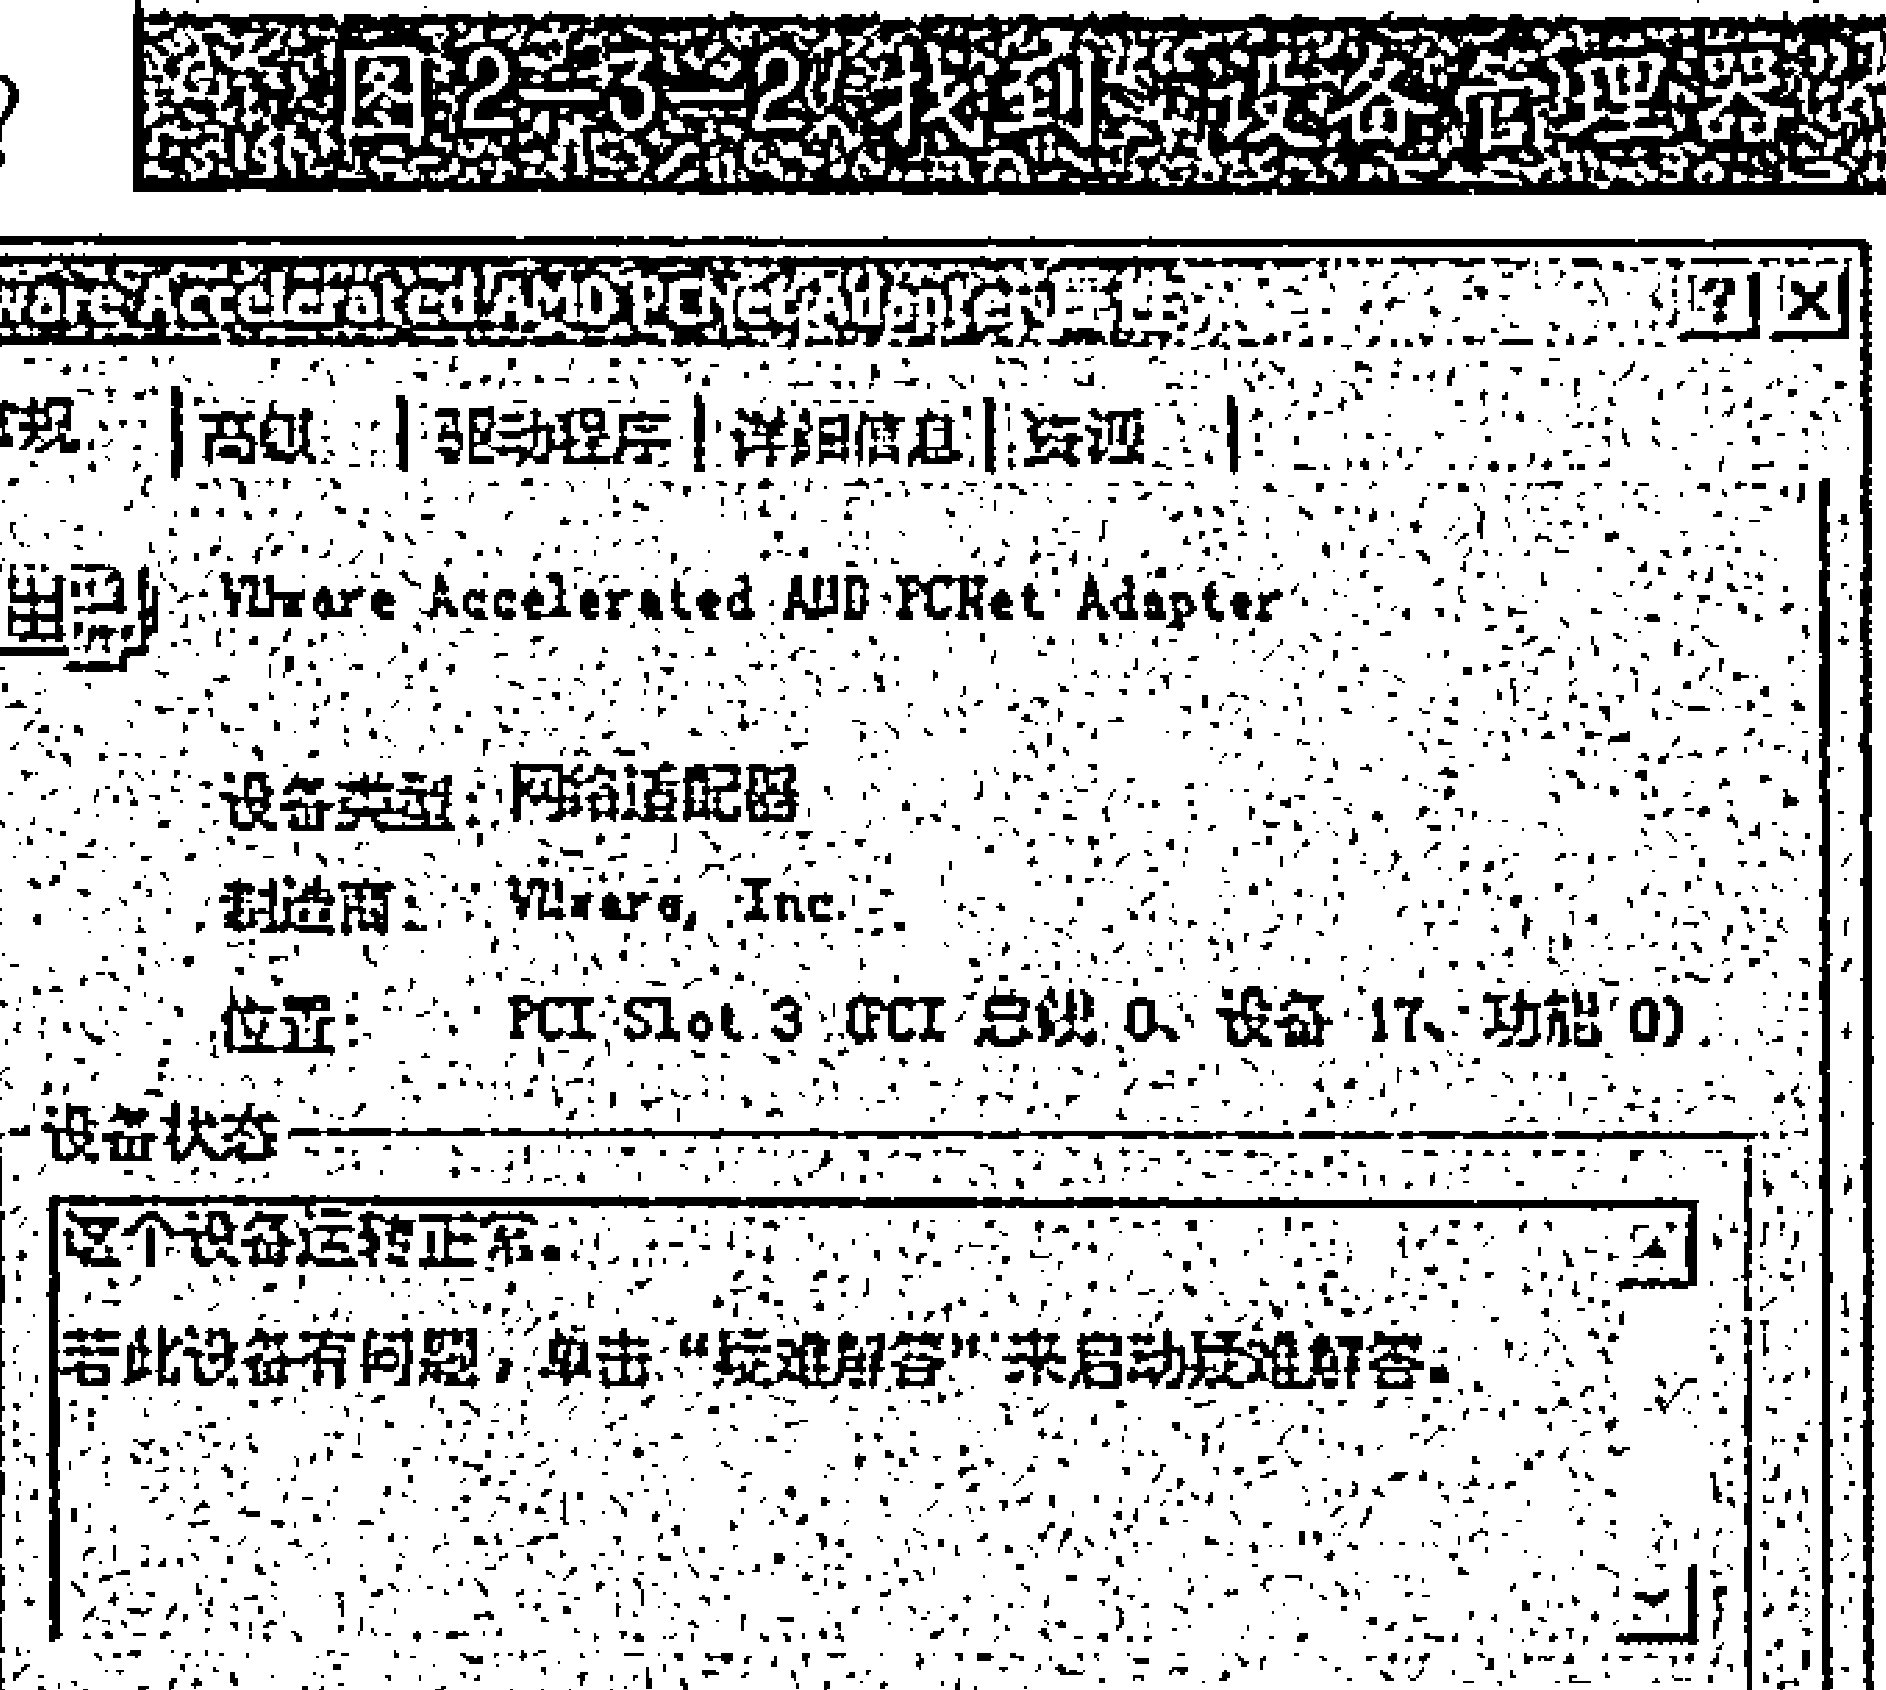 图2-3-2 找到 设备管理器
ware Accelerated AMD PCNet Adapter 属性
常规 高级 驱动程序 详细信息 资源
VMware Accelerated AMD PCNet Adapter
设备类型: 网络适配器
制造商: VMware, Inc.
位置: PCI Slot 3 (PCI 总线 0、设备 17、功能 0)
设备状态
这个设备运转正常。
若此设备有问题，单击“疑难解答”来启动疑难解答。